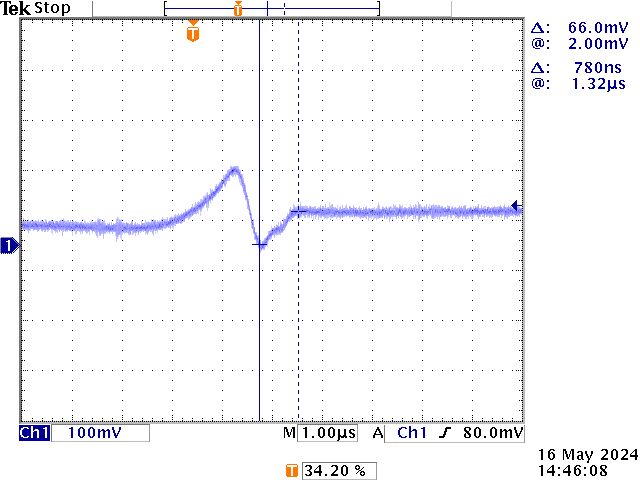 Tek Stop
T
T
Δ: 66.0mV
@: 2.00mV
Δ: 780ns
@: 1.32µs
1
Ch1 100mV M 1.00µs A Ch1 80.0mV
T 34.20 %
16 May 2024
14:46:08